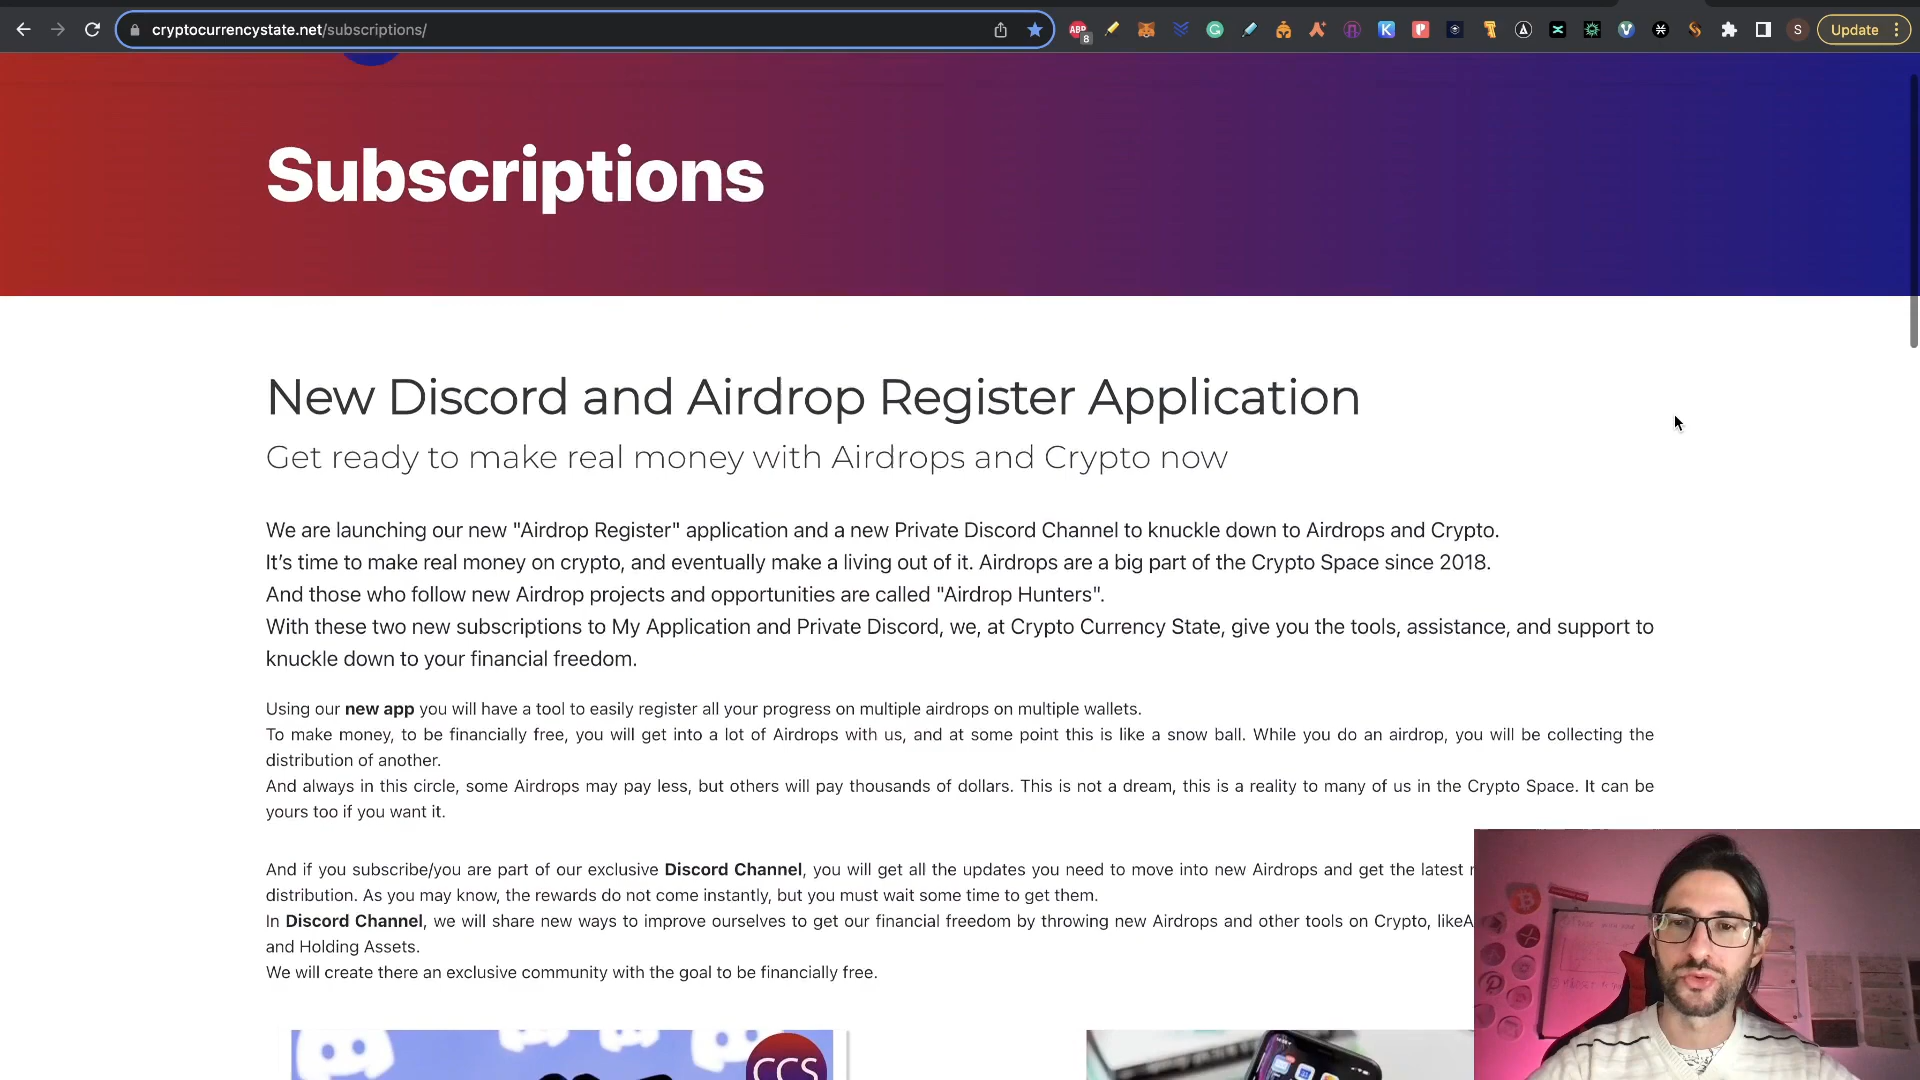 cryptocurrencystate.net/subscriptions/
ABP
8
K
S
Update
Subscriptions
New Discord and Airdrop Register Application
Get ready to make real money with Airdrops and Crypto now
We are launching our new "Airdrop Register" application and a new Private Discord Channel to knuckle down to Airdrops and Crypto.
It’s time to make real money on crypto, and eventually make a living out of it. Airdrops are a big part of the Crypto Space since 2018.
And those who follow new Airdrop projects and opportunities are called "Airdrop Hunters".
With these two new subscriptions to My Application and Private Discord, we, at Crypto Currency State, give you the tools, assistance, and support to
knuckle down to your financial freedom.
Using our new app you will have a tool to easily register all your progress on multiple airdrops on multiple wallets.
To make money, to be financially free, you will get into a lot of Airdrops with us, and at some point this is like a snow ball. While you do an airdrop, you will be collecting the
distribution of another.
And always in this circle, some Airdrops may pay less, but others will pay thousands of dollars. This is not a dream, this is a reality to many of us in the Crypto Space. It can be
yours too if you want it.
And if you subscribe/you are part of our exclusive Discord Channel, you will get all the updates you need to move into new Airdrops and get the latest
distribution. As you may know, the rewards do not come instantly, but you must wait some time to get them.
In Discord Channel, we will share new ways to improve ourselves to get our financial freedom by throwing new Airdrops and other tools on Crypto, likeA
and Holding Assets.
We will create there an exclusive community with the goal to be financially free.
CCS